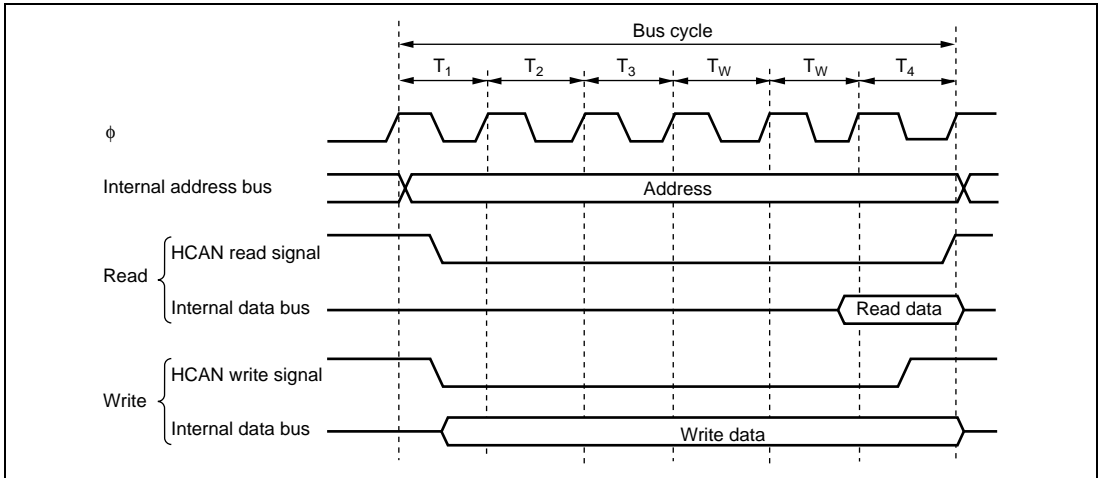 Bus cycle
T1 T2 T3 TW TW T4
ϕ
Internal address bus Address
HCAN read signal
Read
Internal data bus Read data
HCAN write signal
Write
Internal data bus Write data